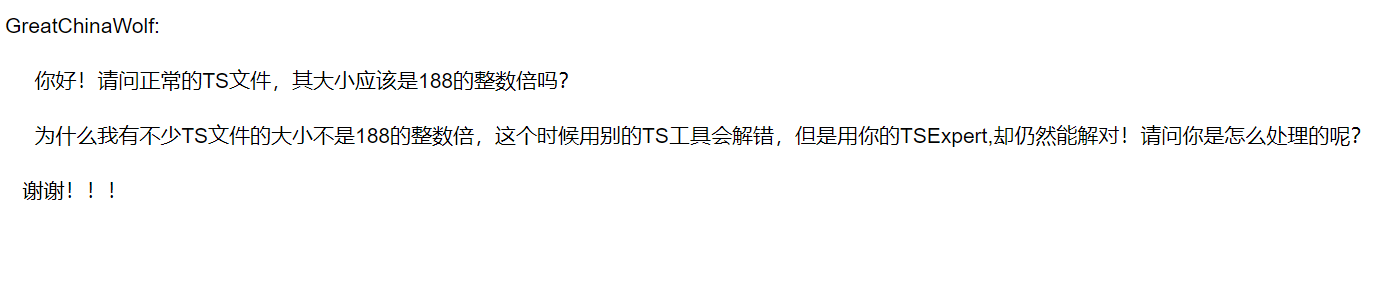 GreatChinaWolf:
你好！请问正常的TS文件，其大小应该是188的整数倍吗？
为什么我有不少TS文件的大小不是188的整数倍，这个时候用别的TS工具会解错，但是用你的TSExpert,却仍然能解对！请问你是怎么处理的呢？
谢谢！！！